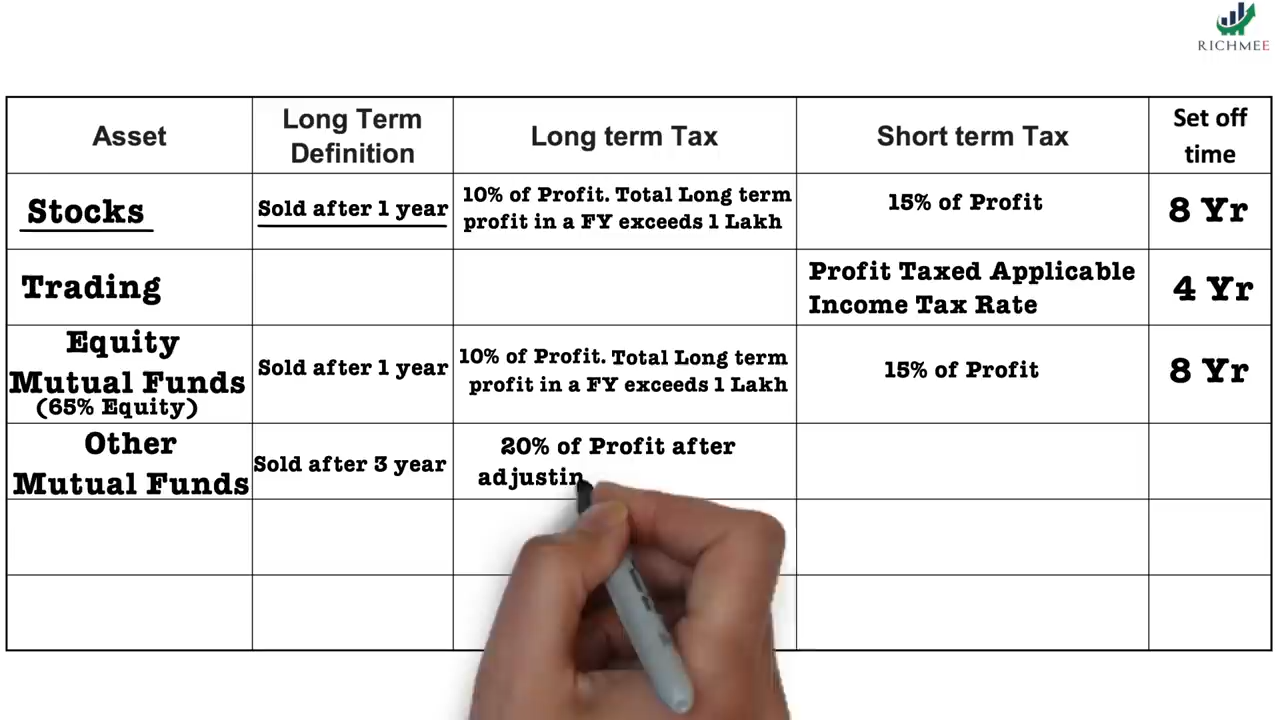 RICHMEE
Asset
Long Term
Definition
Long term Tax
Short term Tax
Set off
time
Stocks
Sold after 1 year
10% of Profit. Total Long term
profit in a FY exceeds 1 Lakh
15% of Profit
8 Yr
Trading
Profit Taxed Applicable
Income Tax Rate
4 Yr
Equity
Mutual Funds
(65% Equity)
Sold after 1 year
10% of Profit. Total Long term
profit in a FY exceeds 1 Lakh
15% of Profit
8 Yr
Other
Mutual Funds
Sold after 3 year
20% of Profit after
adjustin